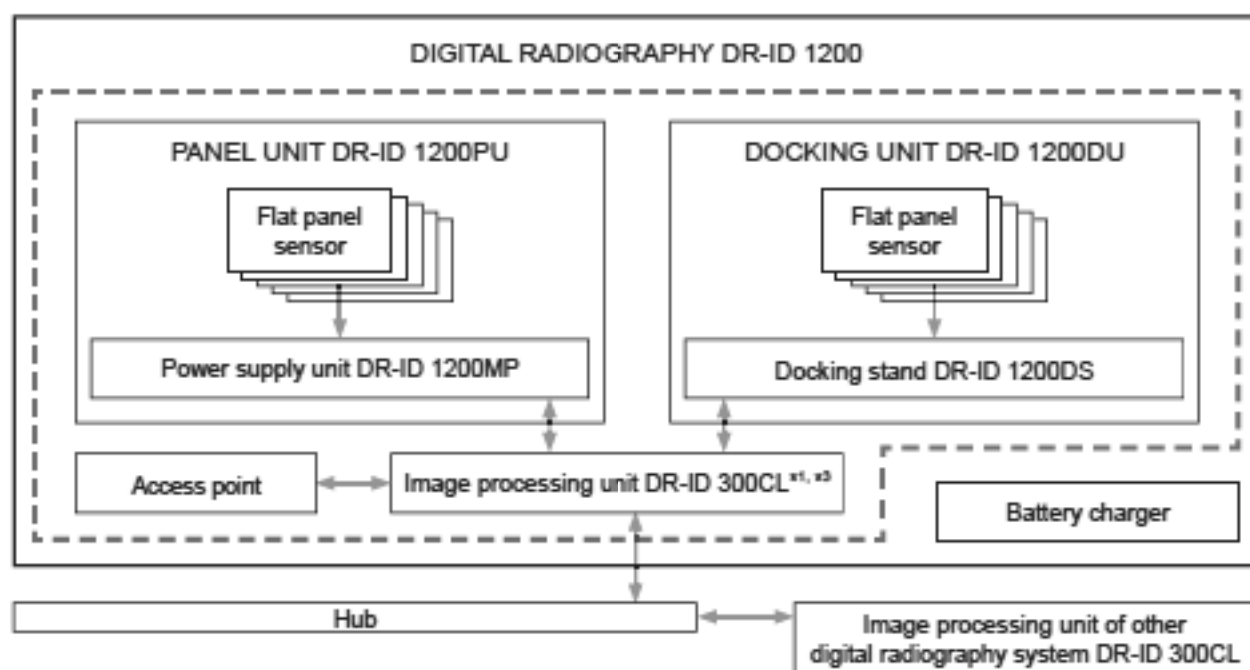 DIGITAL RADIOGRAPHY DR-ID 1200
PANEL UNIT DR-ID 1200PU
Flat panel
sensor
Power supply unit DR-ID 1200MP
DOCKING UNIT DR-ID 1200DU
Flat panel
sensor
Docking stand DR-ID 1200DS
Access point
Image processing unit DR-ID 300CL*1, *3
Battery charger
Hub
Image processing unit of other
digital radiography system DR-ID 300CL